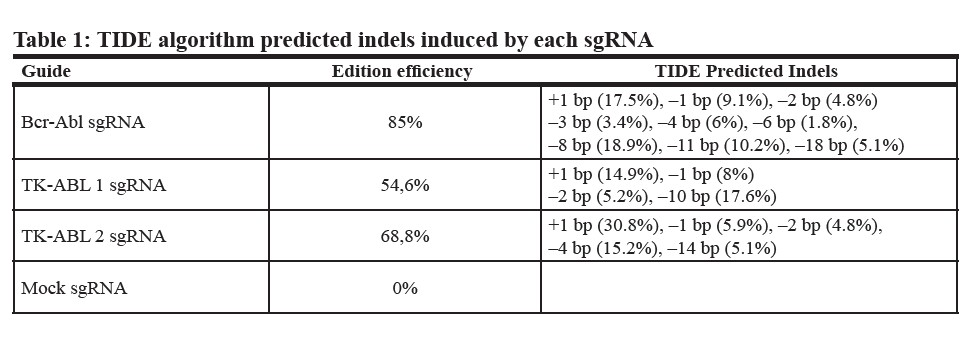 Table 1: TIDE algorithm predicted indels induced by each sgRNA
Guide Edition efficiency TIDE Predicted Indels
Bcr-Abl sgRNA 85% +1 bp (17.5%), –1 bp (9.1%), –2 bp (4.8%)
–3 bp (3.4%), –4 bp (6%), –6 bp (1.8%),
–8 bp (18.9%), –11 bp (10.2%), –18 bp (5.1%)
TK-ABL 1 sgRNA 54,6% +1 bp (14.9%), –1 bp (8%)
–2 bp (5.2%), –10 bp (17.6%)
TK-ABL 2 sgRNA 68,8% +1 bp (30.8%), –1 bp (5.9%), –2 bp (4.8%),
–4 bp (15.2%), –14 bp (5.1%)
Mock sgRNA 0%